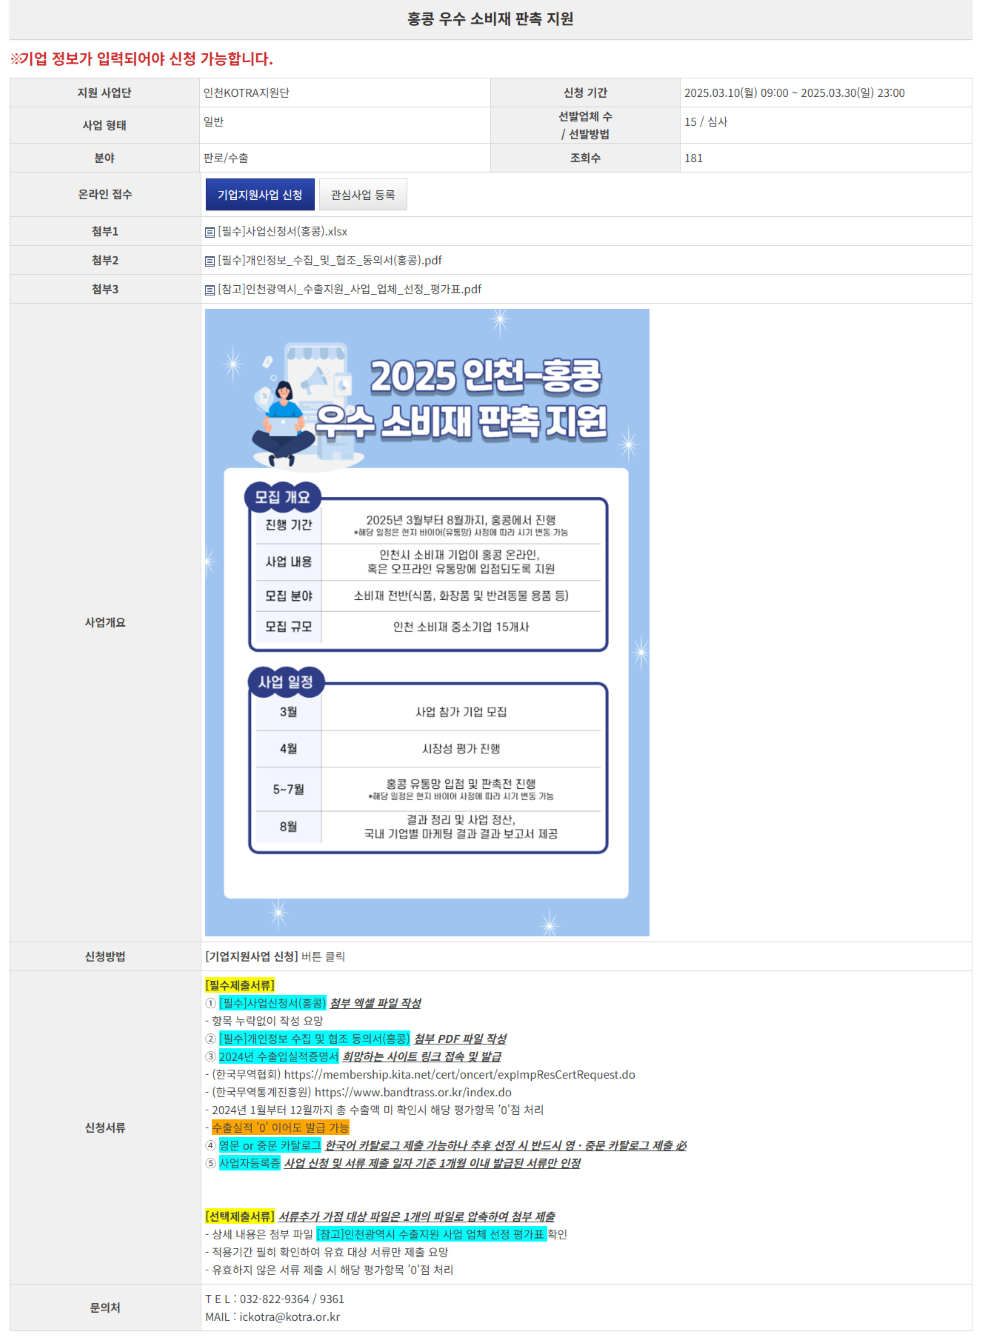 홍콩 우수 소비재 판촉 지원
※기업 정보가 입력되어야 신청 가능합니다.
지원 사업단 인천KOTRA지원단 신청 기간 2025.03.10(월) 09:00 ~ 2025.03.30(일) 23:00
사업 형태 일반 선발업체 수
/ 선발방법 15 / 심사
분야 판로/수출 조회수 181
온라인 접수 기업지원사업 신청 관심사업 등록
첨부1 [필수]사업신청서(홍콩).xlsx
첨부2 [필수]개인정보_수집_및_협조_동의서(홍콩).pdf
첨부3 [참고]인천광역시_수출지원_사업_업체_선정_평가표.pdf
사업개요
2025 인천-홍콩
우수 소비재 판촉 지원
모집 개요
진행 기간 2025년 3월부터 8월까지, 홍콩에서 진행
*해당 일정은 현지 바이어(유통망) 사정에 따라 시기 변동 가능
사업 내용 인천시 소비재 기업이 홍콩 온라인,
혹은 오프라인 유통망에 입점되도록 지원
모집 분야 소비재 전반(식품, 화장품 및 반려동물 용품 등)
모집 규모 인천 소비재 중소기업 15개사
사업 일정
3월 사업 참가 기업 모집
4월 시장성 평가 진행
5~7월 홍콩 유통망 입점 및 판촉전 진행
*해당 일정은 현지 바이어 사정에 따라 시기 변동 가능
8월 결과 정리 및 사업 정산,
국내 기업별 마케팅 결과 결과 보고서 제공
신청방법 [기업지원사업 신청] 버튼 클릭
신청서류
[필수제출서류]
① [필수]사업신청서(홍콩) 첨부 엑셀 파일 작성
- 항목 누락없이 작성 요망
② [필수]개인정보 수집 및 협조 동의서(홍콩) 첨부 PDF 파일 작성
③ 2024년 수출입실적증명서 희망하는 사이트 링크 접속 및 발급
- (한국무역협회) https://membership.kita.net/cert/oncert/expImpResCertRequest.do
- (한국무역통계진흥원) https://www.bandtrass.or.kr/index.do
- 2024년 1월부터 12월까지 총 수출액 미 확인시 해당 평가항목 '0'점 처리
- 수출실적 '0' 이어도 발급 가능
④ 영문 or 중문 카탈로그 한국어 카탈로그 제출 가능하나 추후 선정 시 반드시 영·중문 카탈로그 제출 必
⑤ 사업자등록증 사업 신청 및 서류 제출 일자 기준 1개월 이내 발급된 서류만 인정
[선택제출서류] 서류추가 가점 대상 파일은 1개의 파일로 압축하여 첨부 제출
- 상세 내용은 첨부 파일 [참고]인천광역시 수출지원 사업 업체 선정 평가표 확인
- 적용기간 필히 확인하여 유효 대상 서류만 제출 요망
- 유효하지 않은 서류 제출 시 해당 평가항목 '0'점 처리
문의처
T E L : 032-822-9364 / 9361
MAIL : ickotra@kotra.or.kr